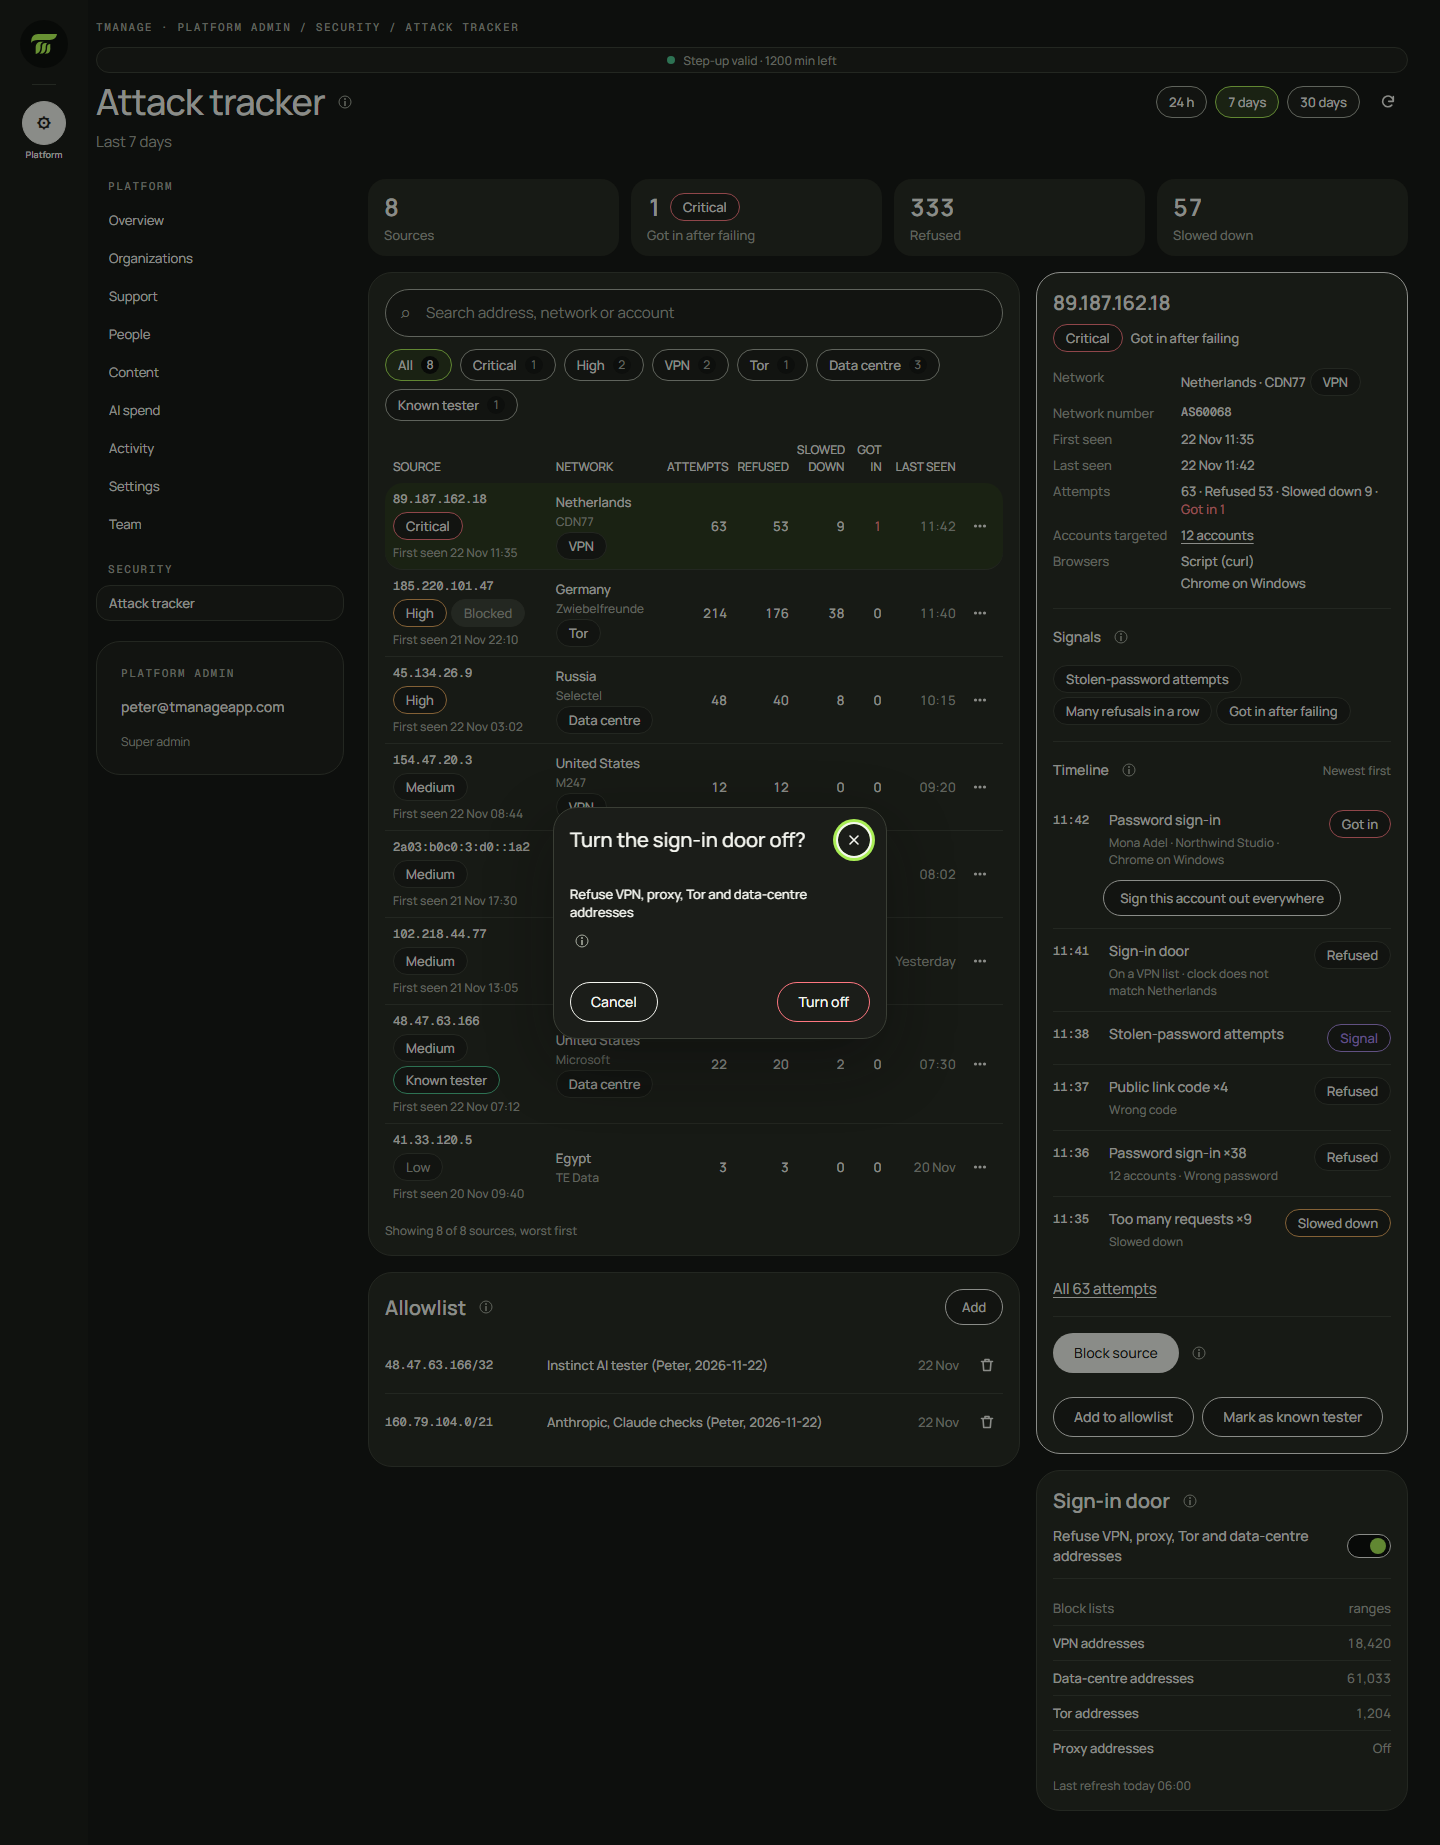 TMANAGE · PLATFORM ADMIN / SECURITY / ATTACK TRACKER
Step-up valid · 1200 min left
Attack tracker
24 h
7 days
30 days
Last 7 days
Platform
PLATFORM
Overview
Organizations
Support
People
Content
AI spend
Activity
Settings
Team
SECURITY
Attack tracker
PLATFORM ADMIN
peter@tmanageapp.com
Super admin
8
Sources
1 Critical
Got in after failing
333
Refused
57
Slowed down
Search address, network or account
All 8
Critical 1
High 2
VPN 2
Tor 1
Data centre 3
Known tester 1
SOURCE NETWORK ATTEMPTS REFUSED SLOWED DOWN GOT IN LAST SEEN
89.187.162.18
Critical
First seen 22 Nov 11:35
Netherlands
CDN77
VPN
63 53 9 1 11:42
185.220.101.47
High Blocked
First seen 21 Nov 22:10
Germany
Zwiebelfreunde
Tor
214 176 38 0 11:40
45.134.26.9
High
First seen 22 Nov 03:02
Russia
Selectel
Data centre
48 40 8 0 10:15
154.47.20.3
Medium
First seen 22 Nov 08:44
United States
M247
VPN
12 12 0 0 09:20
2a03:b0c0:3:d0::1a2
Medium
First seen 21 Nov 17:30
08:02
102.218.44.77
Medium
First seen 21 Nov 13:05
Yesterday
48.47.63.166
Medium
Known tester
First seen 22 Nov 07:12
United States
Microsoft
Data centre
22 20 2 0 07:30
41.33.120.5
Low
First seen 20 Nov 09:40
Egypt
TE Data
3 3 0 0 20 Nov
Showing 8 of 8 sources, worst first
Turn the sign-in door off?
Refuse VPN, proxy, Tor and data-centre
addresses
Cancel
Turn off
Allowlist
Add
48.47.63.166/32 Instinct AI tester (Peter, 2026-11-22) 22 Nov
160.79.104.0/21 Anthropic, Claude checks (Peter, 2026-11-22) 22 Nov
89.187.162.18
Critical Got in after failing
Network Netherlands · CDN77 VPN
Network number AS60068
First seen 22 Nov 11:35
Last seen 22 Nov 11:42
Attempts 63 · Refused 53 · Slowed down 9 ·
Got in 1
Accounts targeted 12 accounts
Browsers Script (curl)
Chrome on Windows
Signals
Stolen-password attempts
Many refusals in a row
Got in after failing
Timeline
Newest first
11:42 Password sign-in Got in
Mona Adel · Northwind Studio ·
Chrome on Windows
Sign this account out everywhere
11:41 Sign-in door Refused
On a VPN list · clock does not
match Netherlands
11:38 Stolen-password attempts Signal
11:37 Public link code ×4 Refused
Wrong code
11:36 Password sign-in ×38 Refused
12 accounts · Wrong password
11:35 Too many requests ×9 Slowed down
Slowed down
All 63 attempts
Block source
Add to allowlist
Mark as known tester
Sign-in door
Refuse VPN, proxy, Tor and data-centre
addresses
Block lists ranges
VPN addresses 18,420
Data-centre addresses 61,033
Tor addresses 1,204
Proxy addresses Off
Last refresh today 06:00